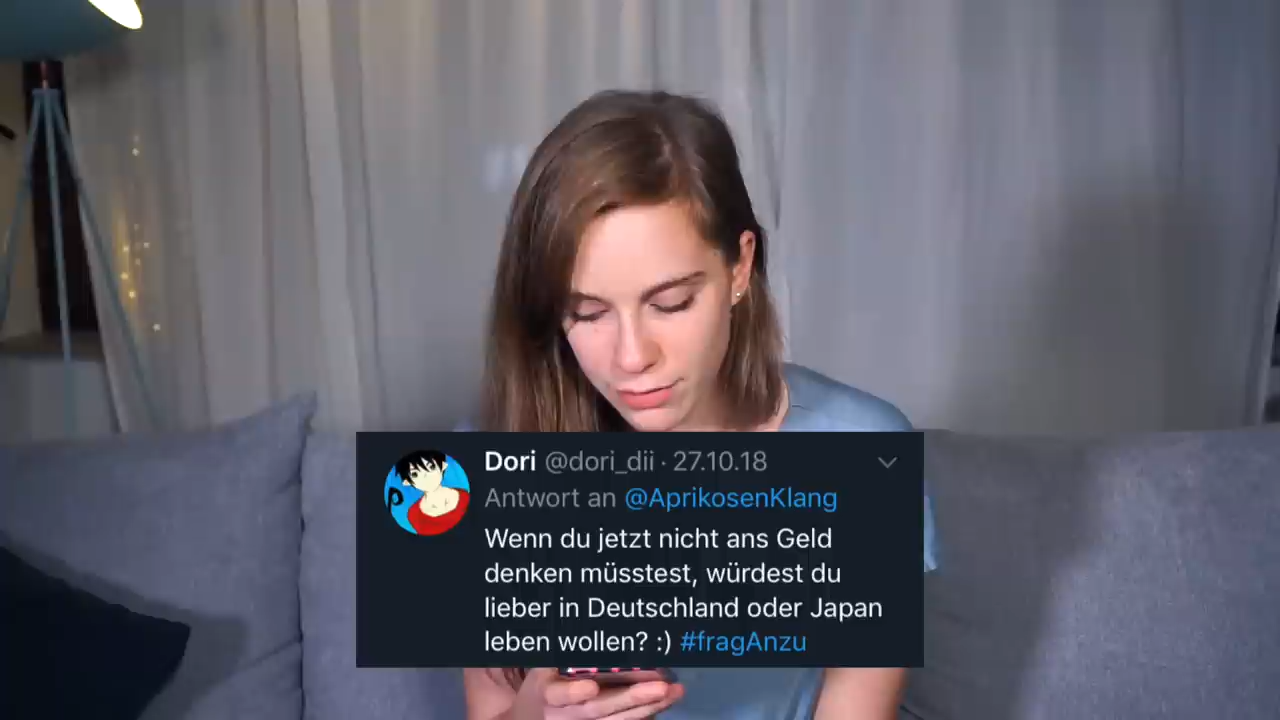 Dori @dori_dii · 27.10.18
Antwort an @AprikosenKlang
Wenn du jetzt nicht ans Geld
denken müsstest, würdest du
lieber in Deutschland oder Japan
leben wollen? :) #fragAnzu